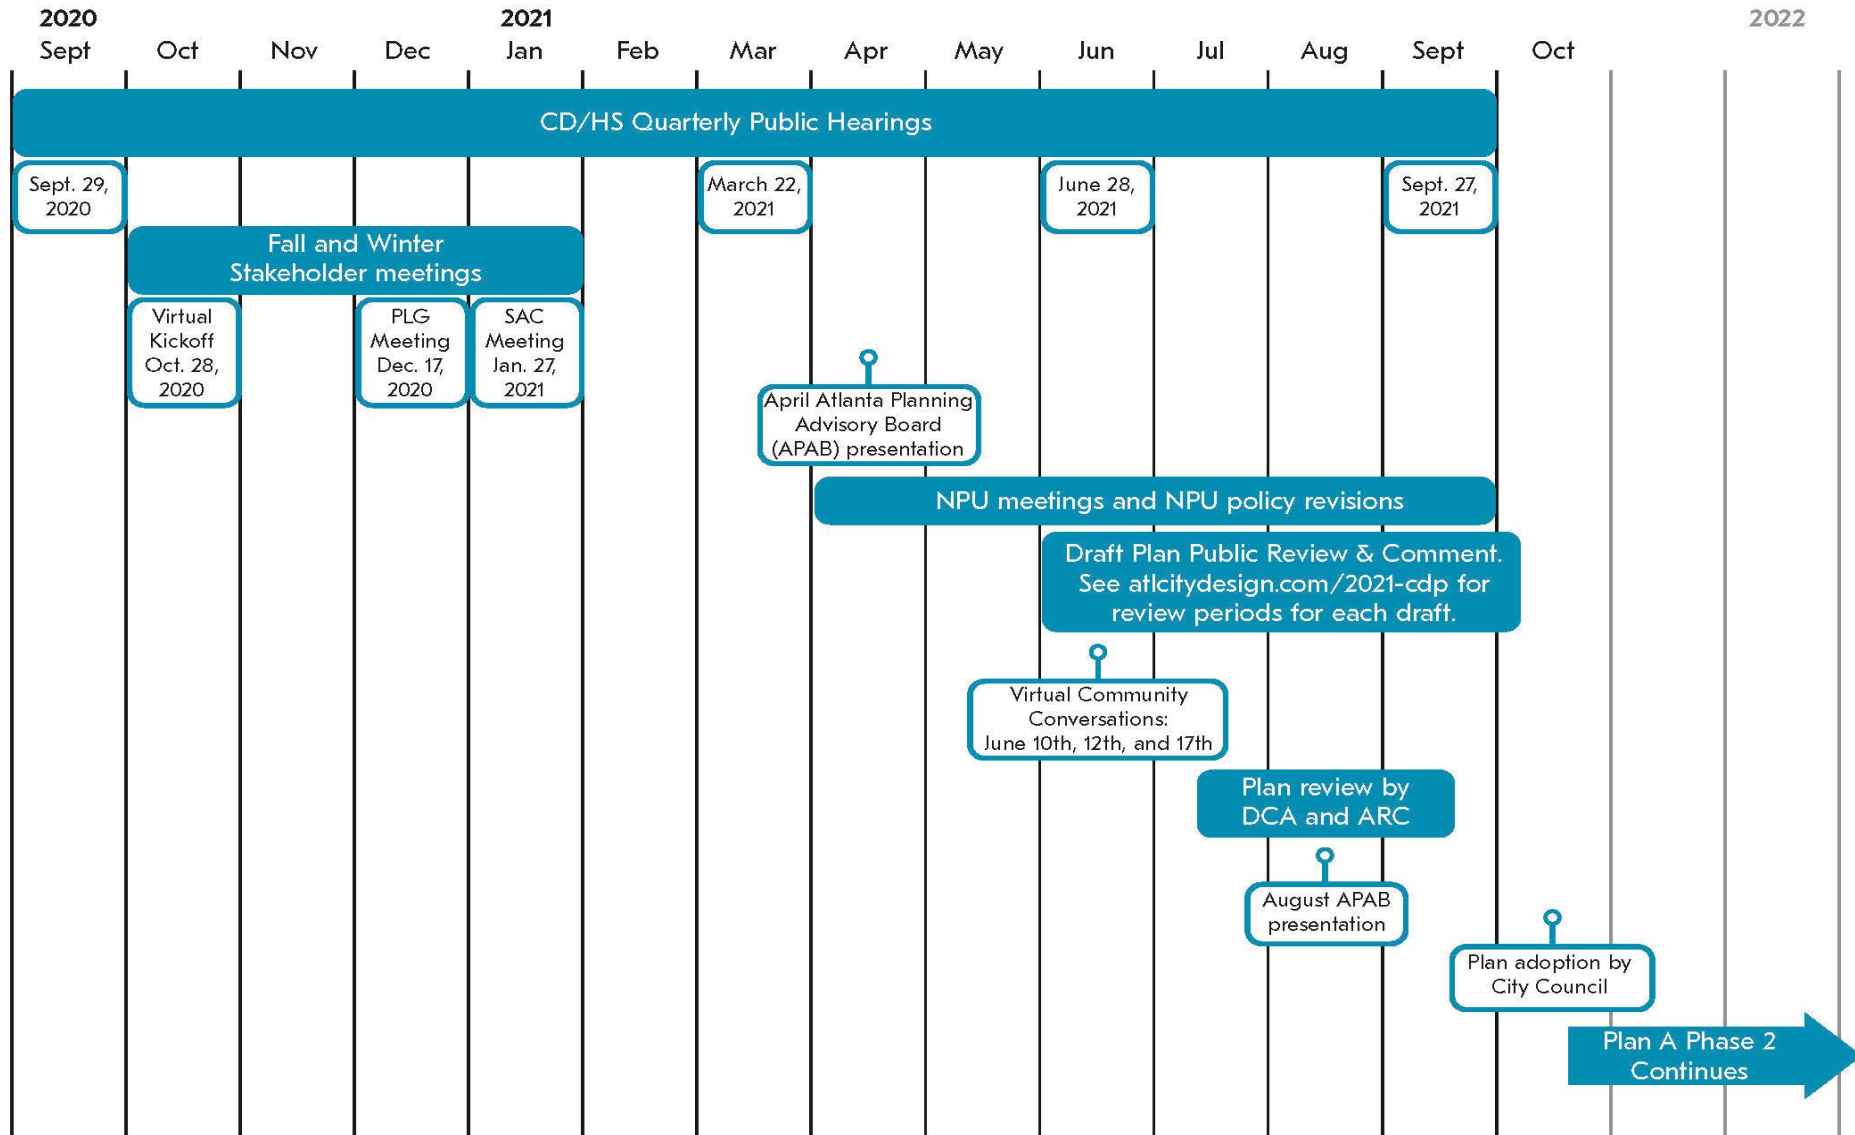 2020
2021
2022
Sept
Oct
Nov
Dec
Jan
Feb
Mar
Apr
May
Jun
Jul
Aug
Sept
Oct
CD/HS Quarterly Public Hearings
Sept. 29,
2020
March 22,
2021
June 28,
2021
Sept. 27,
2021
Fall and Winter
Stakeholder meetings
Virtual
Kickoff
Oct. 28,
2020
PLG
Meeting
Dec. 17,
2020
SAC
Meeting
Jan. 27,
2021
April Atlanta Planning
Advisory Board
(APAB) presentation
NPU meetings and NPU policy revisions
Draft Plan Public Review & Comment.
See atlcitydesign.com/2021-cdp for
review periods for each draft.
Virtual Community
Conversations:
June 10th, 12th, and 17th
Plan review by
DCA and ARC
August APAB
presentation
Plan adoption by
City Council
Plan A Phase 2
Continues